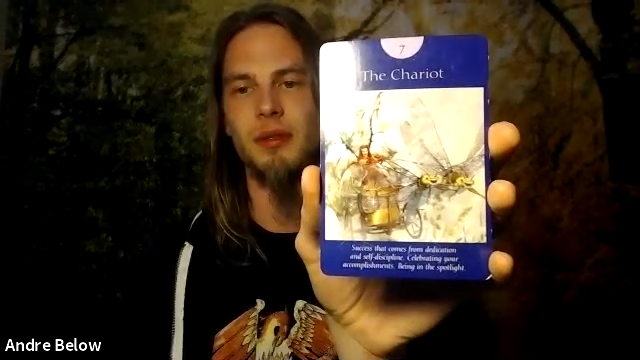 7
The Chariot
Success that comes from dedication
and self-discipline. Celebrating your
accomplishments. Being in the spotlight.
Andre Below